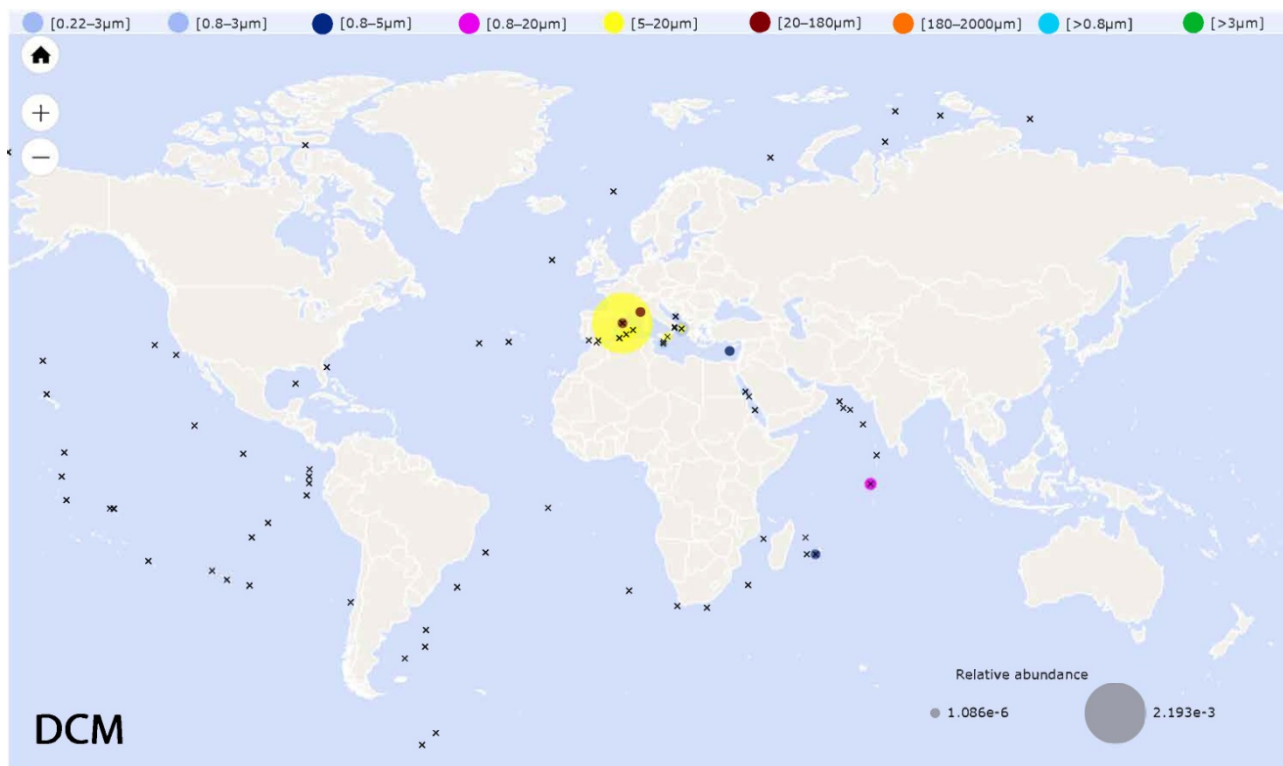 [0.22–3µm] [0.8–3µm] [0.8–5µm] [0.8–20µm] [5–20µm] [20–180µm] [180–2000µm] [>0.8µm] [>3µm]
Relative abundance
1.086e-6 2.193e-3
DCM